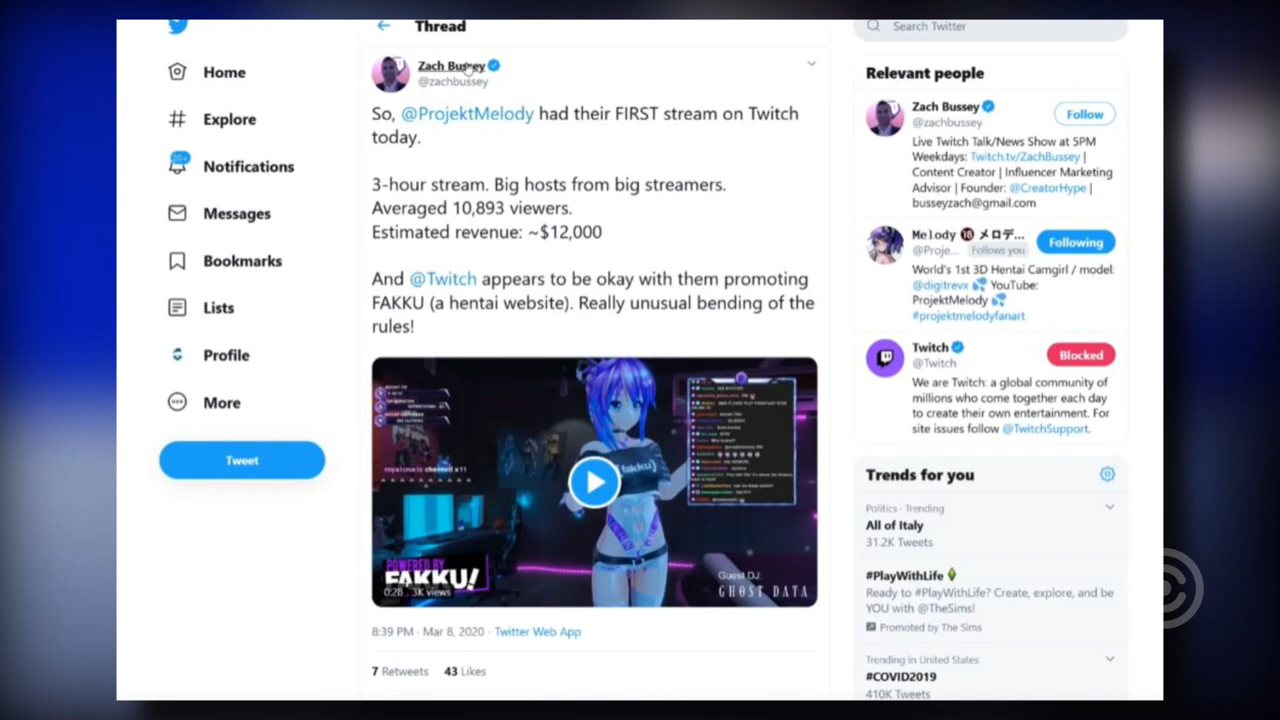 Thread
Search Twitter
Home
Explore
20+
Notifications
Messages
Bookmarks
Lists
Profile
More
Tweet
Zach Bussey
@zachbussey
So, @ProjektMelody had their FIRST stream on Twitch
today.
3-hour stream. Big hosts from big streamers.
Averaged 10,893 viewers.
Estimated revenue: ~$12,000
And @Twitch appears to be okay with them promoting
FAKKU (a hentai website). Really unusual bending of the
rules!
fakku
royalcrusis cheered x11
POWERED BY
FAKKU!
0:28 3K views
Guest DJ:
GHOST DATA
8:39 PM · Mar 8, 2020 · Twitter Web App
7 Retweets 43 Likes
Relevant people
Zach Bussey
@zachbussey
Follow
Live Twitch Talk/News Show at 5PM
Weekdays: Twitch.tv/ZachBussey |
Content Creator | Influencer Marketing
Advisor | Founder: @CreatorHype |
busseyzach@gmail.com
Melody 🔞 メロデ...
@Proje... Follows you
Following
World's 1st 3D Hentai Camgirl / model:
@digitrevx 💦 YouTube:
ProjektMelody 💦
#projektmelodyfanart
Twitch
@Twitch
Blocked
We are Twitch: a global community of
millions who come together each day
to create their own entertainment. For
site issues follow @TwitchSupport.
Trends for you
Politics · Trending
All of Italy
31.2K Tweets
#PlayWithLife
Ready to #PlayWithLife? Create, explore, and be
YOU with @TheSims!
Promoted by The Sims
Trending in United States
#COVID2019
410K Tweets